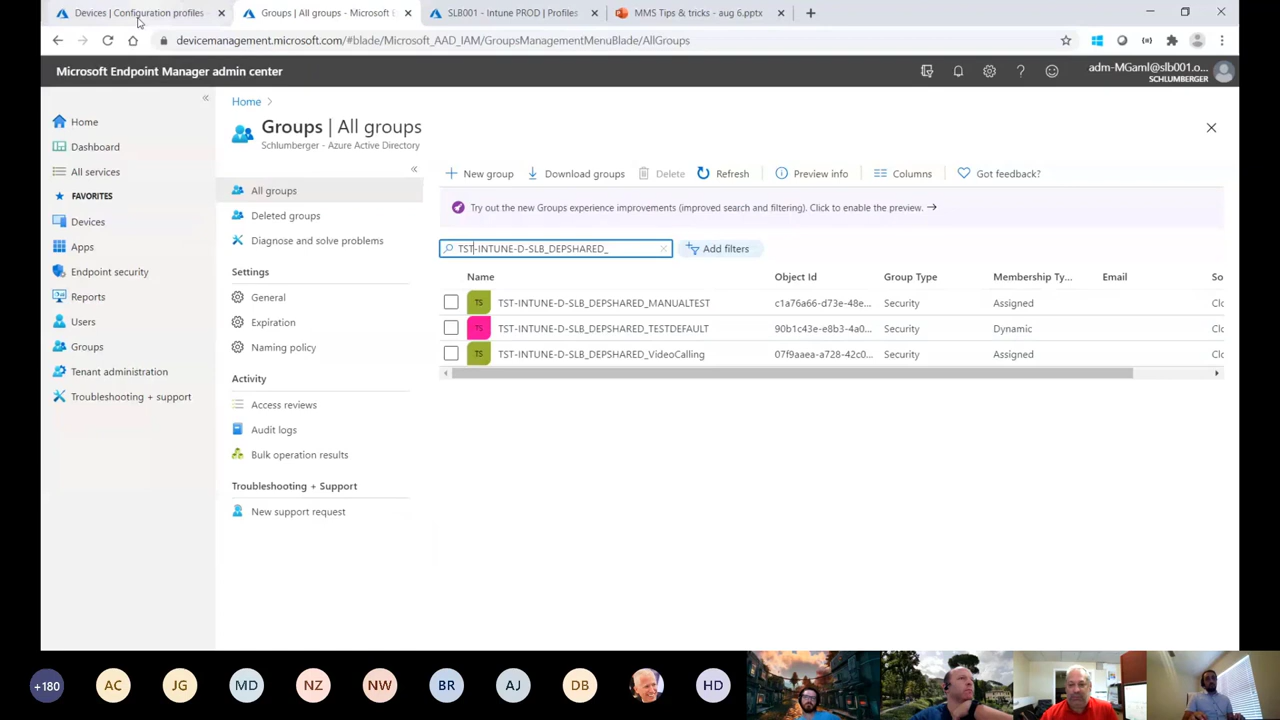 Devices | Configuration profiles
Groups | All groups - Microsoft E
SLB001 - Intune PROD | Profiles
MMS Tips & tricks - aug 6.pptx
devicemanagement.microsoft.com/#blade/Microsoft_AAD_IAM/GroupsManagementMenuBlade/AllGroups
Microsoft Endpoint Manager admin center
adm-MGaml@slb001.o...
SCHLUMBERGER
Home
Dashboard
All services
FAVORITES
Devices
Apps
Endpoint security
Reports
Users
Groups
Tenant administration
Troubleshooting + support
Home
Groups | All groups
Schlumberger - Azure Active Directory
All groups
Deleted groups
Diagnose and solve problems
Settings
General
Expiration
Naming policy
Activity
Access reviews
Audit logs
Bulk operation results
Troubleshooting + Support
New support request
New group Download groups Delete Refresh Preview info Columns Got feedback?
Try out the new Groups experience improvements (improved search and filtering). Click to enable the preview.
TST-INTUNE-D-SLB_DEPSHARED_
Add filters
Name Object Id Group Type Membership Ty... Email So
TS TST-INTUNE-D-SLB_DEPSHARED_MANUALTEST c1a76a66-d73e-48e... Security Assigned Clo
TS TST-INTUNE-D-SLB_DEPSHARED_TESTDEFAULT 90b1c43e-e8b3-4a0... Security Dynamic Clo
TS TST-INTUNE-D-SLB_DEPSHARED_VideoCalling 07f9aaea-a728-42c0... Security Assigned Clo
+180 AC JG MD NZ NW BR AJ DB HD